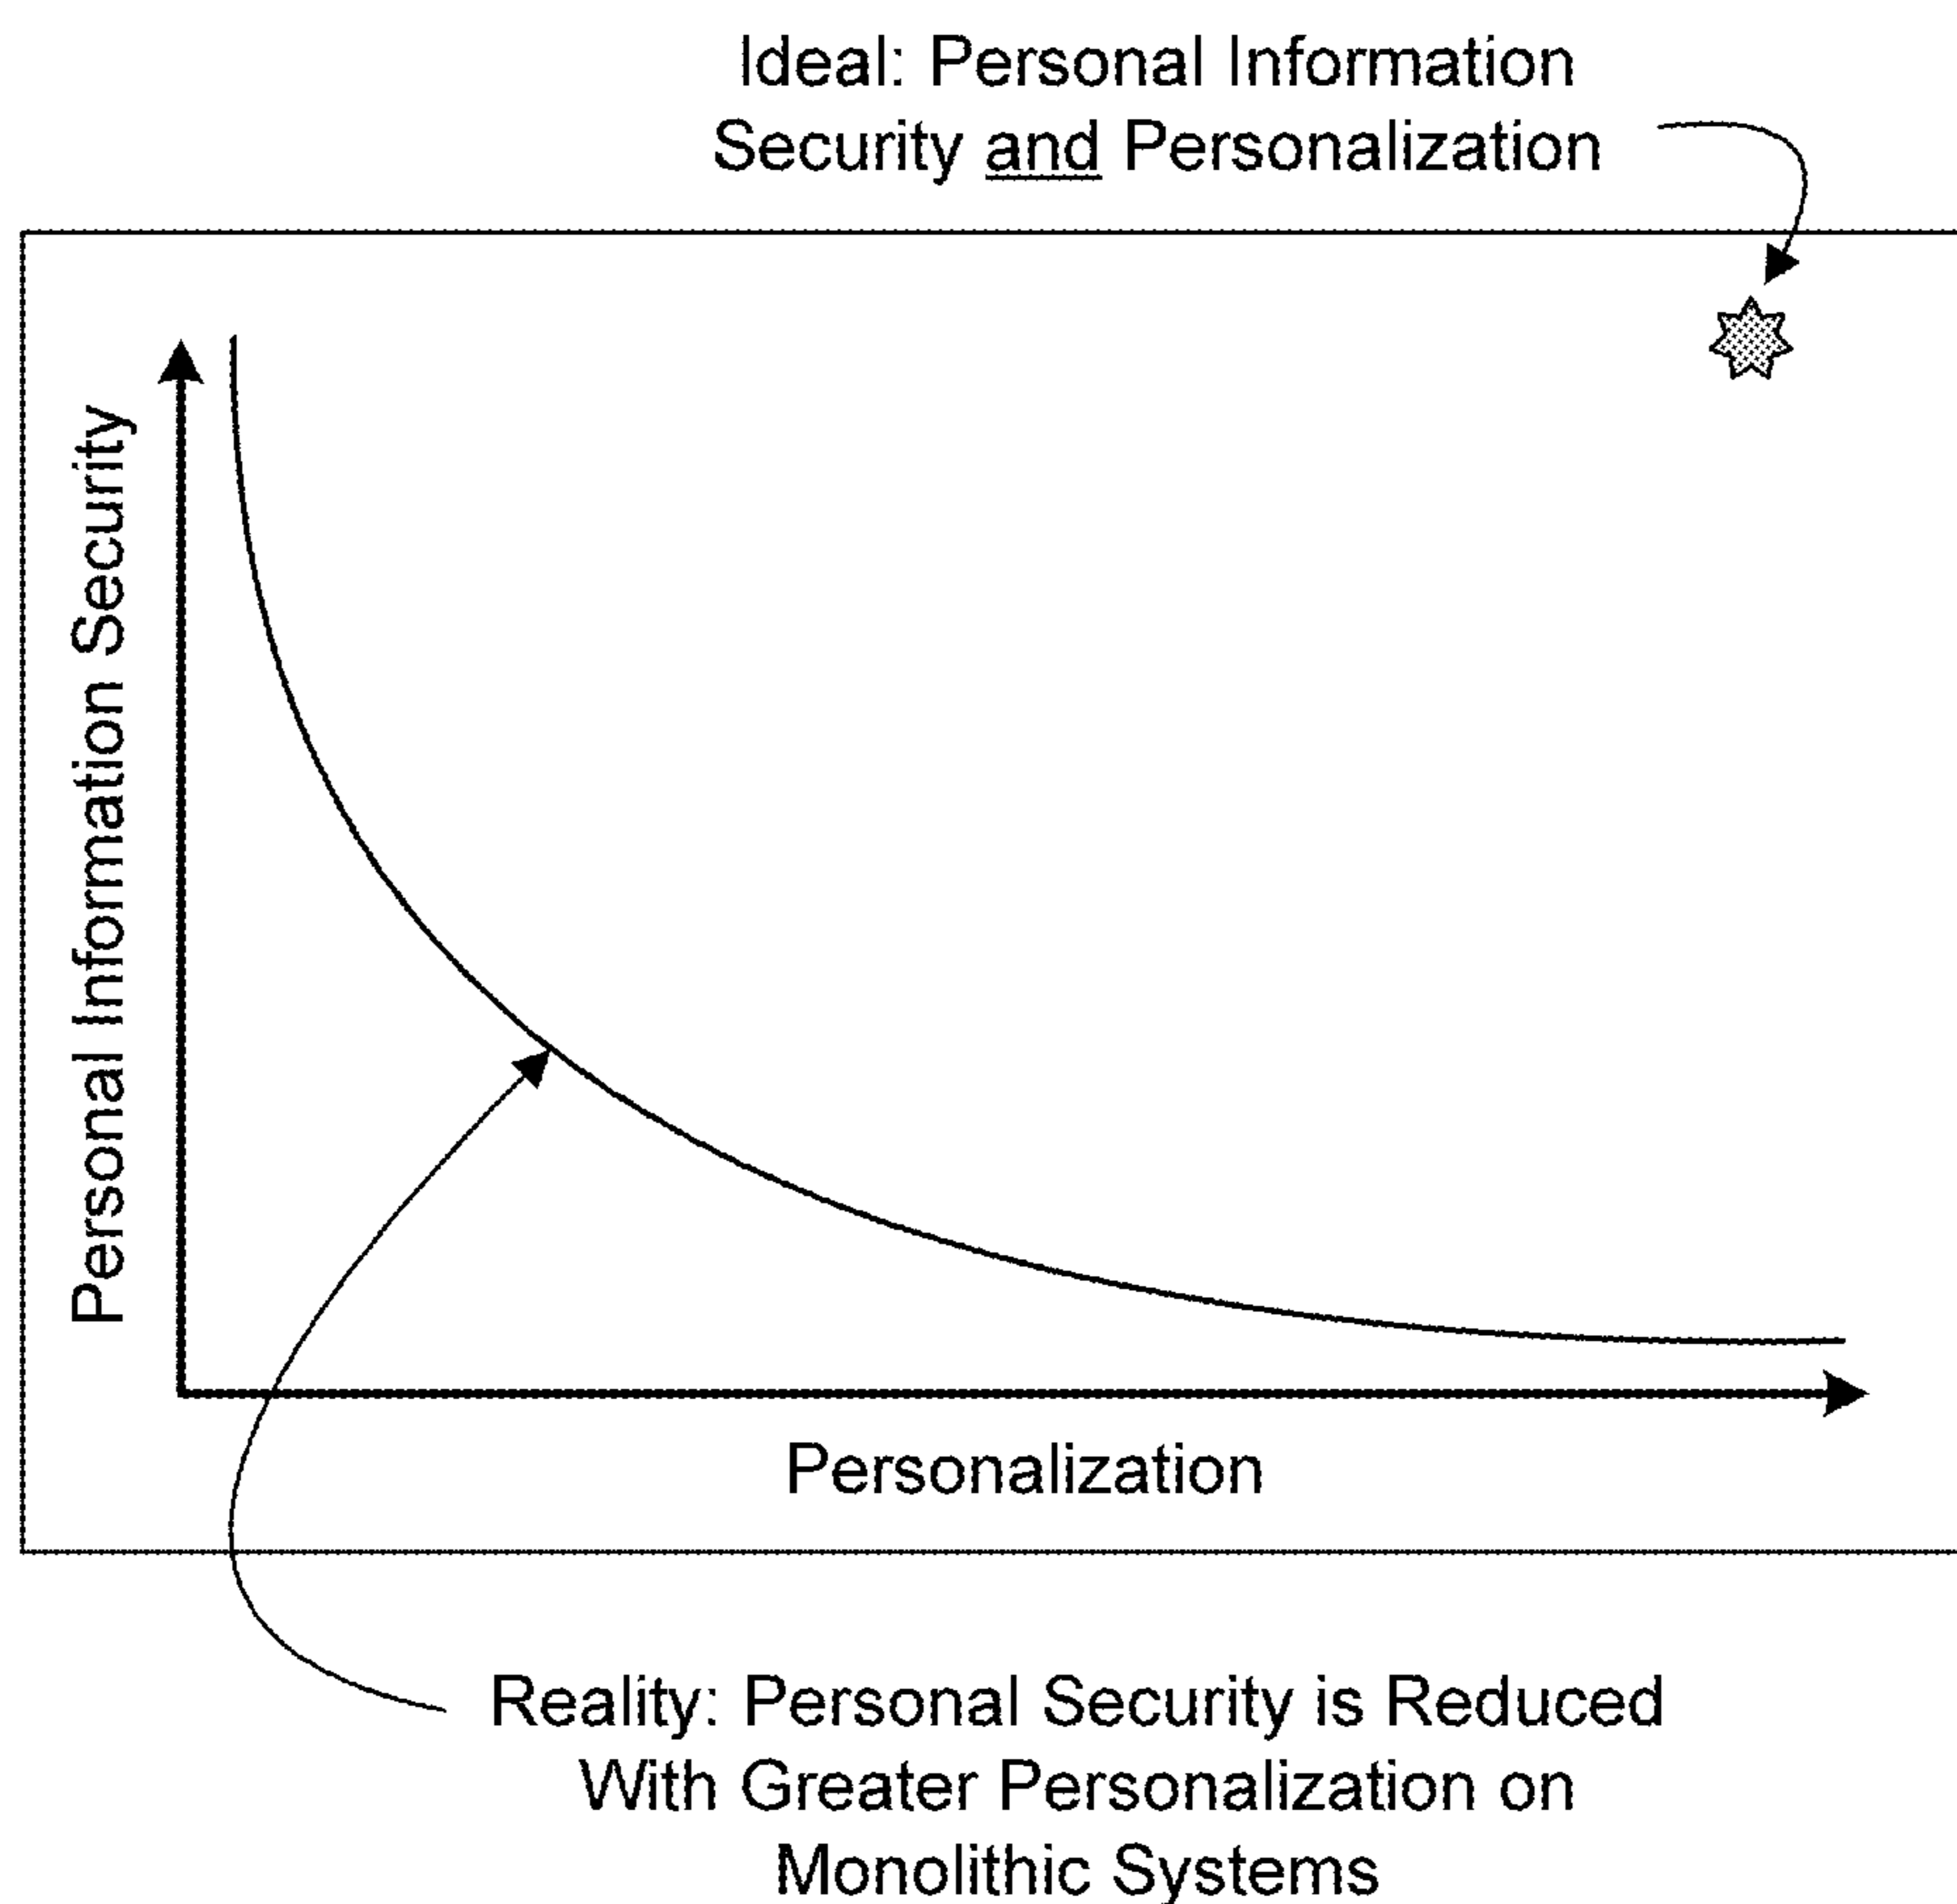 Ideal: Personal Information
Security and Personalization
Personal Information Security
Personalization
Reality: Personal Security is Reduced
With Greater Personalization on
Monolithic Systems